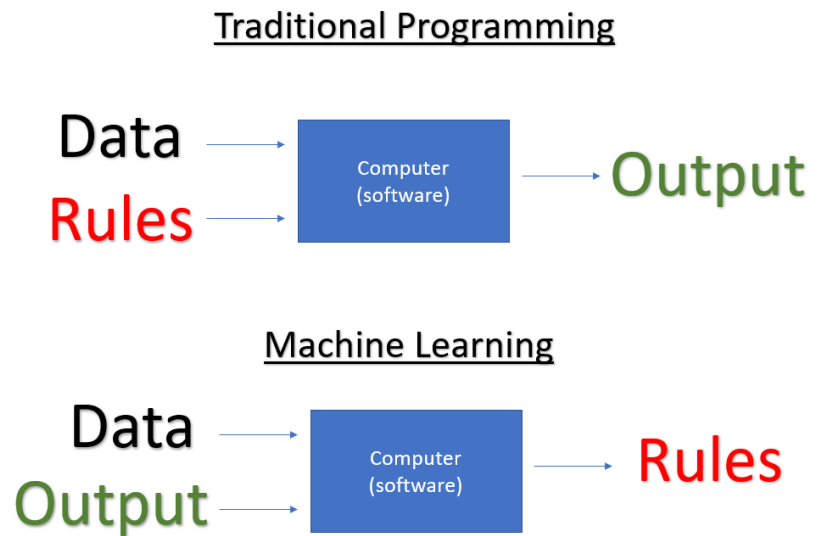 Traditional Programming
Data
Rules
Computer
(software)
Output
Machine Learning
Data
Output
Computer
(software)
Rules